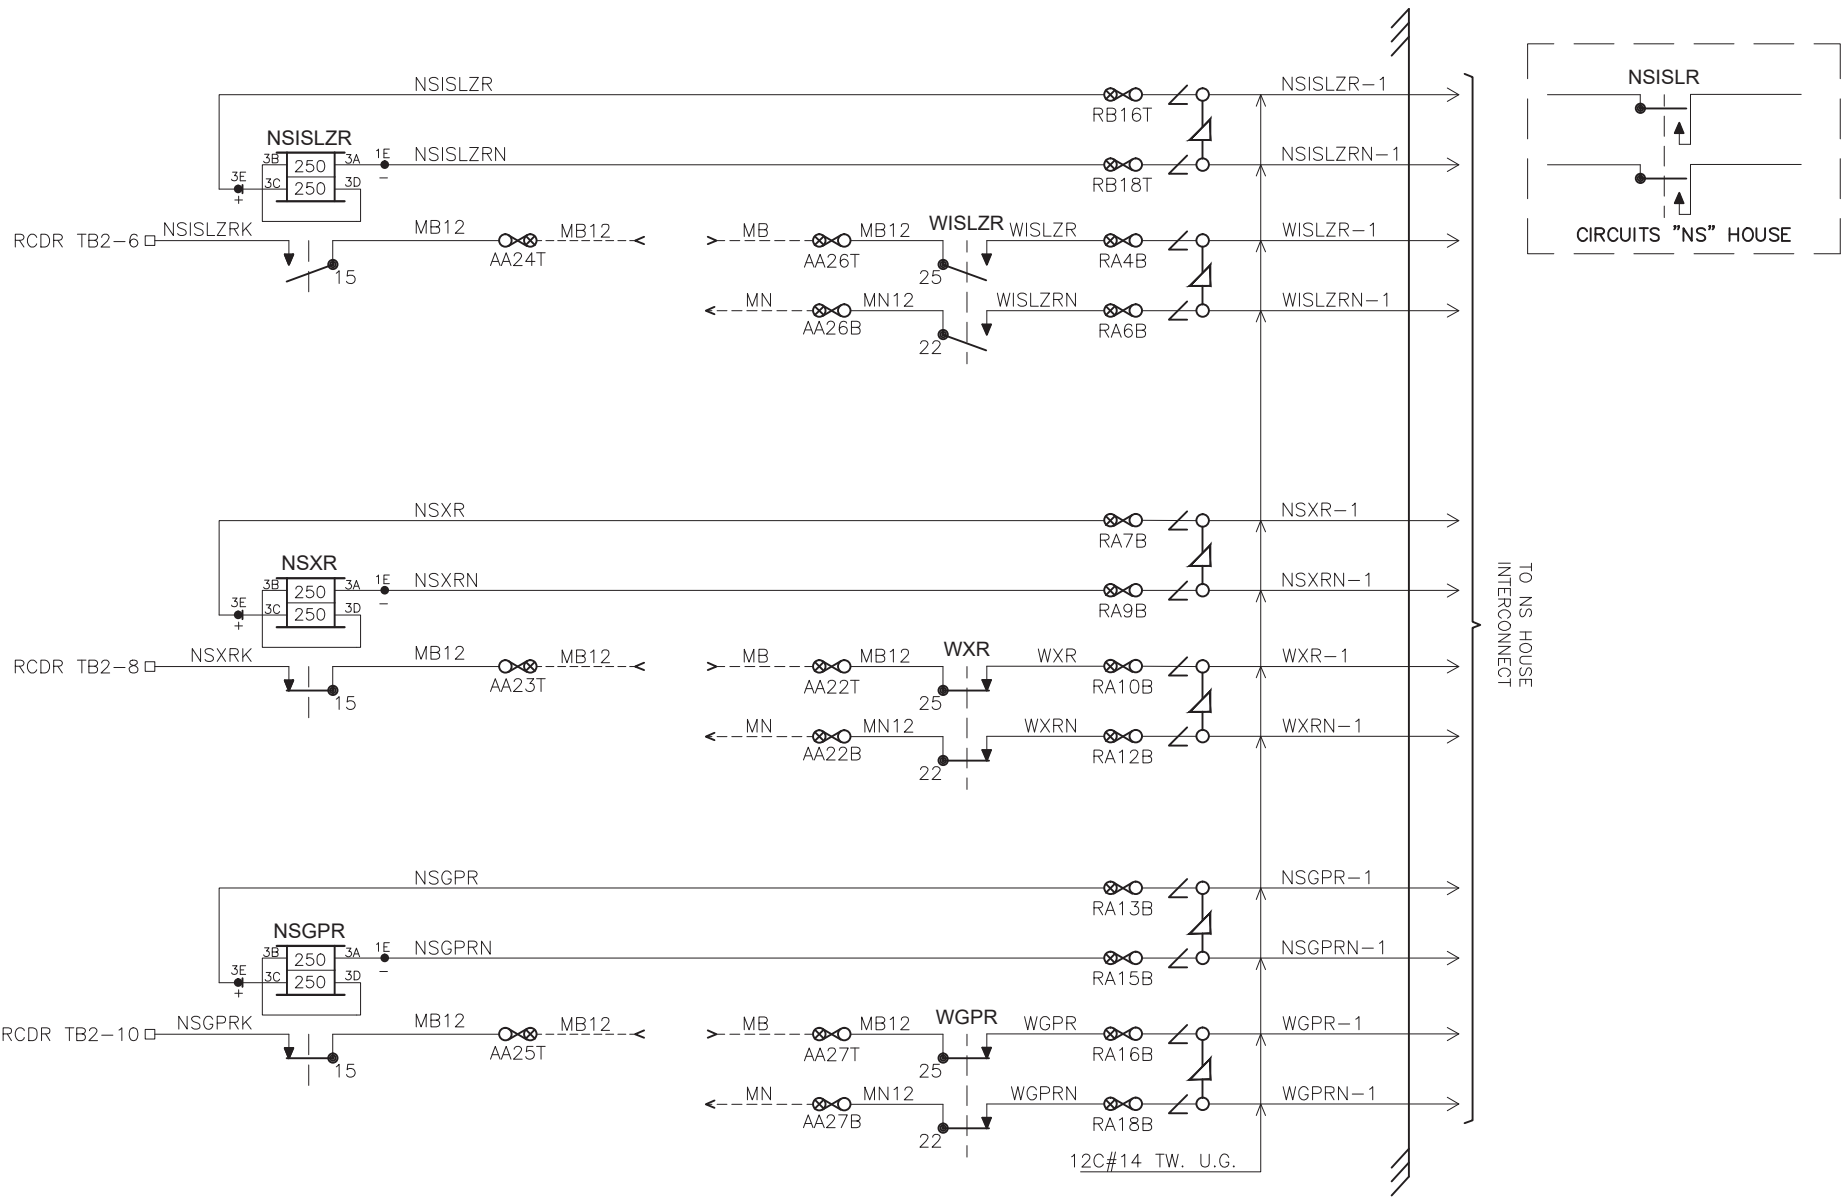 NSISLZR
RB16T
NSISLZR-1
NSISLZR
3B 250 3A 1E
NSISLZRN
RB18T
NSISLZRN-1
3E 3C 250 3D
+
-
RCDR TB2-6 NSISLZRK
15
MB12
AA24T
MB12
MB
AA26T
MB12
WISLZR
25
WISLZR
RA4B
WISLZR-1
MN
AA26B
MN12
22
WISLZRN
RA6B
WISLZRN-1
NSISLR
CIRCUITS "NS" HOUSE
NSXR
RA7B
NSXR-1
NSXR
3B 250 3A 1E
NSXRN
RA9B
NSXRN-1
3E 3C 250 3D
+
-
RCDR TB2-8 NSXRK
15
MB12
AA23T
MB12
MB
AA22T
MB12
WXR
25
WXR
RA10B
WXR-1
MN
AA22B
MN12
22
WXRN
RA12B
WXRN-1
TO NS HOUSE
INTERCONNECT
NSGPR
RA13B
NSGPR-1
NSGPR
3B 250 3A 1E
NSGPRN
RA15B
NSGPRN-1
3E 3C 250 3D
+
-
RCDR TB2-10 NSGPRK
15
MB12
AA25T
MB12
MB
AA27T
MB12
WGPR
25
WGPR
RA16B
WGPR-1
MN
AA27B
MN12
22
WGPRN
RA18B
WGPRN-1
12C#14 TW. U.G.